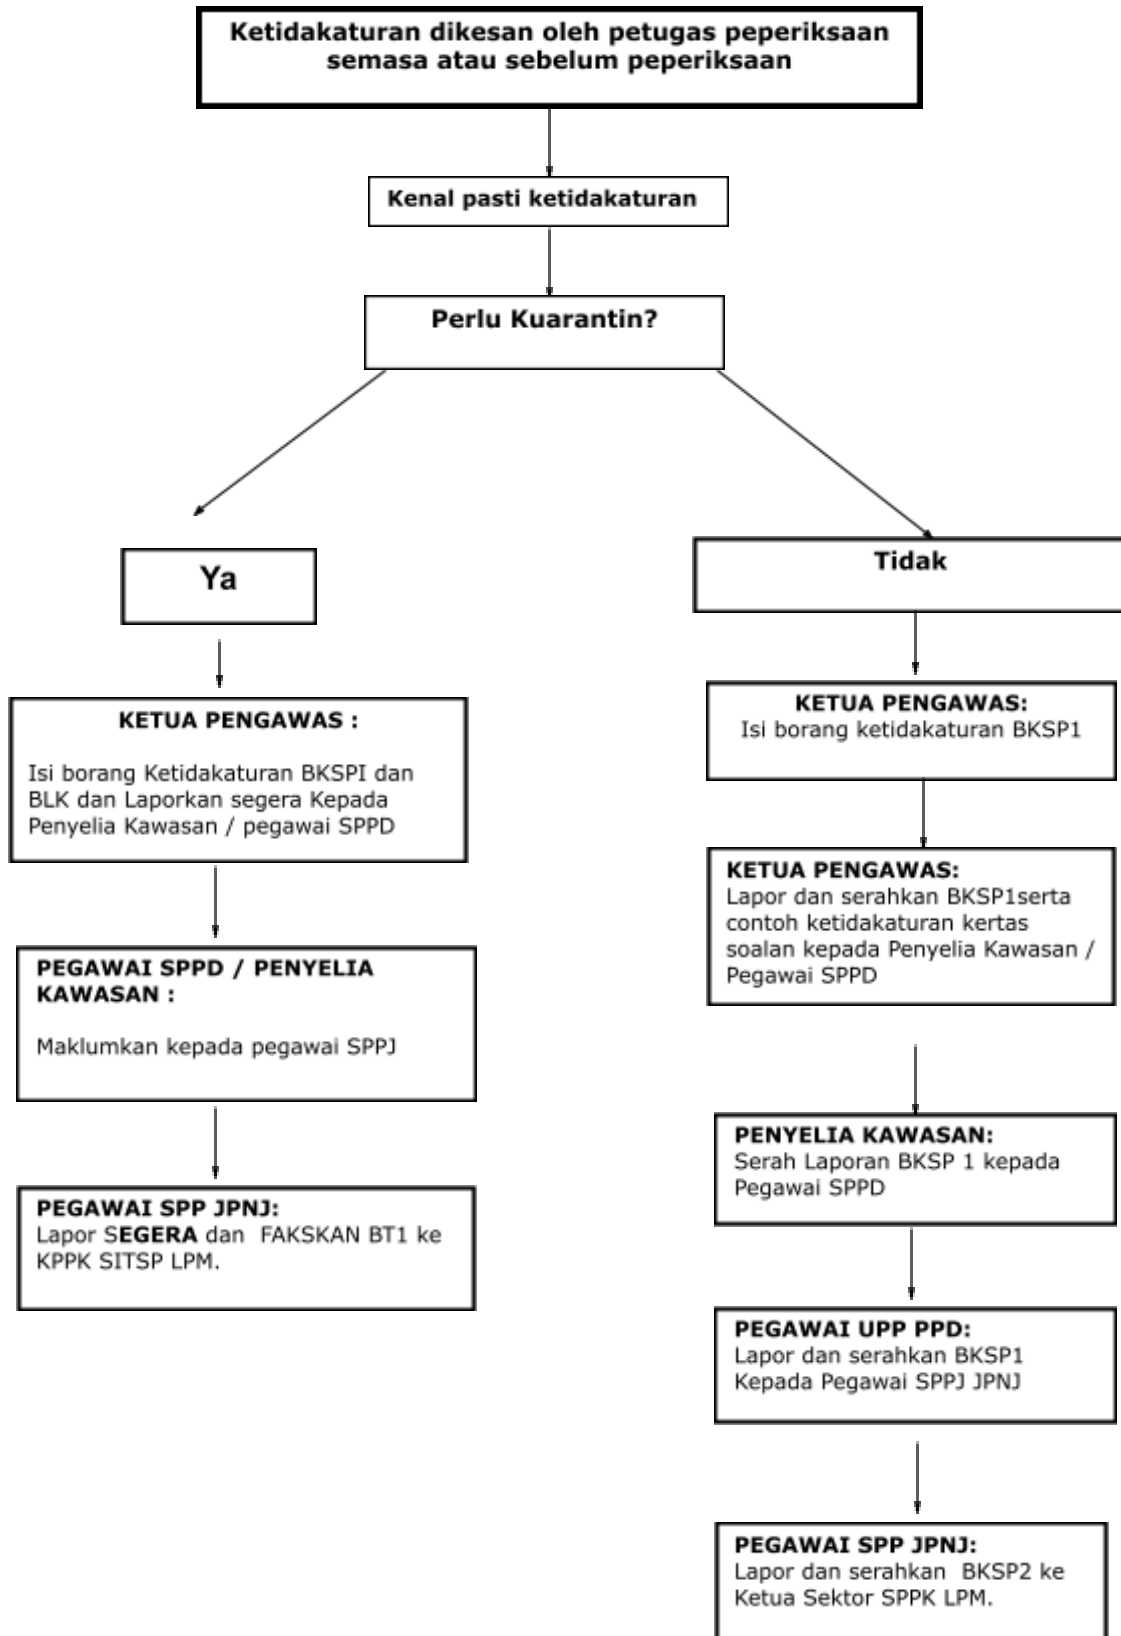 Ketidakaturan dikesan oleh petugas peperiksaan
semasa atau sebelum peperiksaan
Kenal pasti ketidakaturan
Perlu Kuarantin?
Ya
KETUA PENGAWAS :
Isi borang Ketidakaturan BKSPI dan
BLK dan Laporkan segera Kepada
Penyelia Kawasan / pegawai SPPD
PEGAWAI SPPD / PENYELIA
KAWASAN :
Maklumkan kepada pegawai SPPJ
PEGAWAI SPP JPNJ:
Lapor SEGERA dan FAKSKAN BT1 ke
KPPK SITSP LPM.
Tidak
KETUA PENGAWAS:
Isi borang ketidakaturan BKSP1
KETUA PENGAWAS:
Lapor dan serahkan BKSP1serta
contoh ketidakaturan kertas
soalan kepada Penyelia Kawasan /
Pegawai SPPD
PENYELIA KAWASAN:
Serah Laporan BKSP 1 kepada
Pegawai SPPD
PEGAWAI UPP PPD:
Lapor dan serahkan BKSP1
Kepada Pegawai SPPJ JPNJ
PEGAWAI SPP JPNJ:
Lapor dan serahkan BKSP2 ke
Ketua Sektor SPPK LPM.